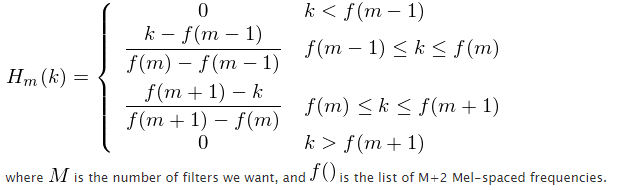 0 k < f(m − 1)
k − f(m − 1)
f(m) − f(m − 1) f(m − 1) ≤ k ≤ f(m)
H_m(k) =
f(m + 1) − k
f(m + 1) − f(m) f(m) ≤ k ≤ f(m + 1)
0 k > f(m + 1)
where M is the number of filters we want, and f() is the list of M+2 Mel-spaced frequencies.